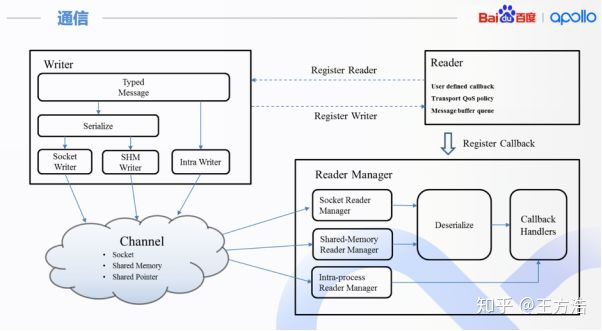 通信
Bai du 百度 apollo
Writer
Typed
Message
Serialize
Socket
Writer
SHM
Writer
Intra Writer
Register Reader
Register Writer
Reader
User defined callback
Transport QoS policy
Message buffer queue
Register Callback
Reader Manager
Socket Reader
Manager
Shared-Memory
Reader Manager
Intra-process
Reader Manager
Deserialize
Callback
Handlers
Channel
• Socket
• Shared Memory
• Shared Pointer
知乎 @王方浩